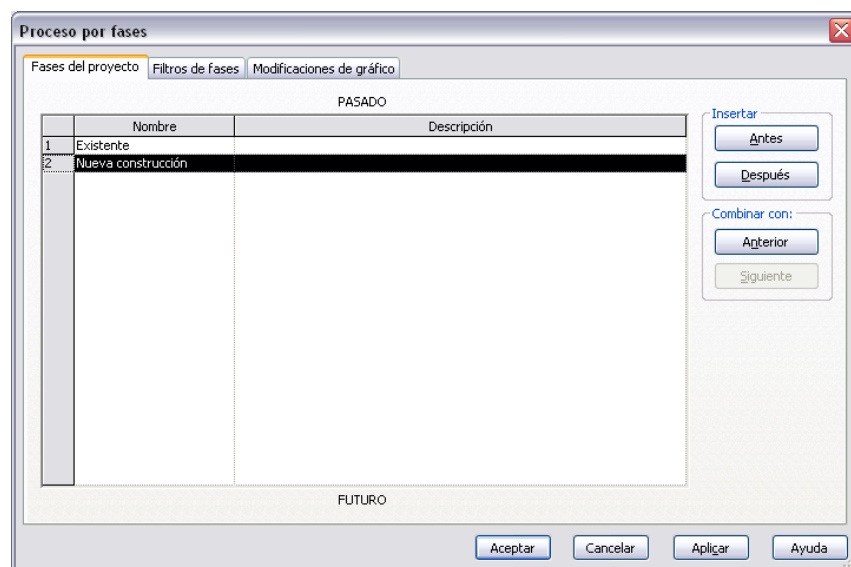 Proceso por fases
Fases del proyecto Filtros de fases Modificaciones de gráfico
PASADO
Nombre Descripción
1 Existente
2 Nueva construcción
FUTURO
Insertar
Antes
Después
Combinar con:
Anterior
Siguiente
Aceptar Cancelar Aplicar Ayuda